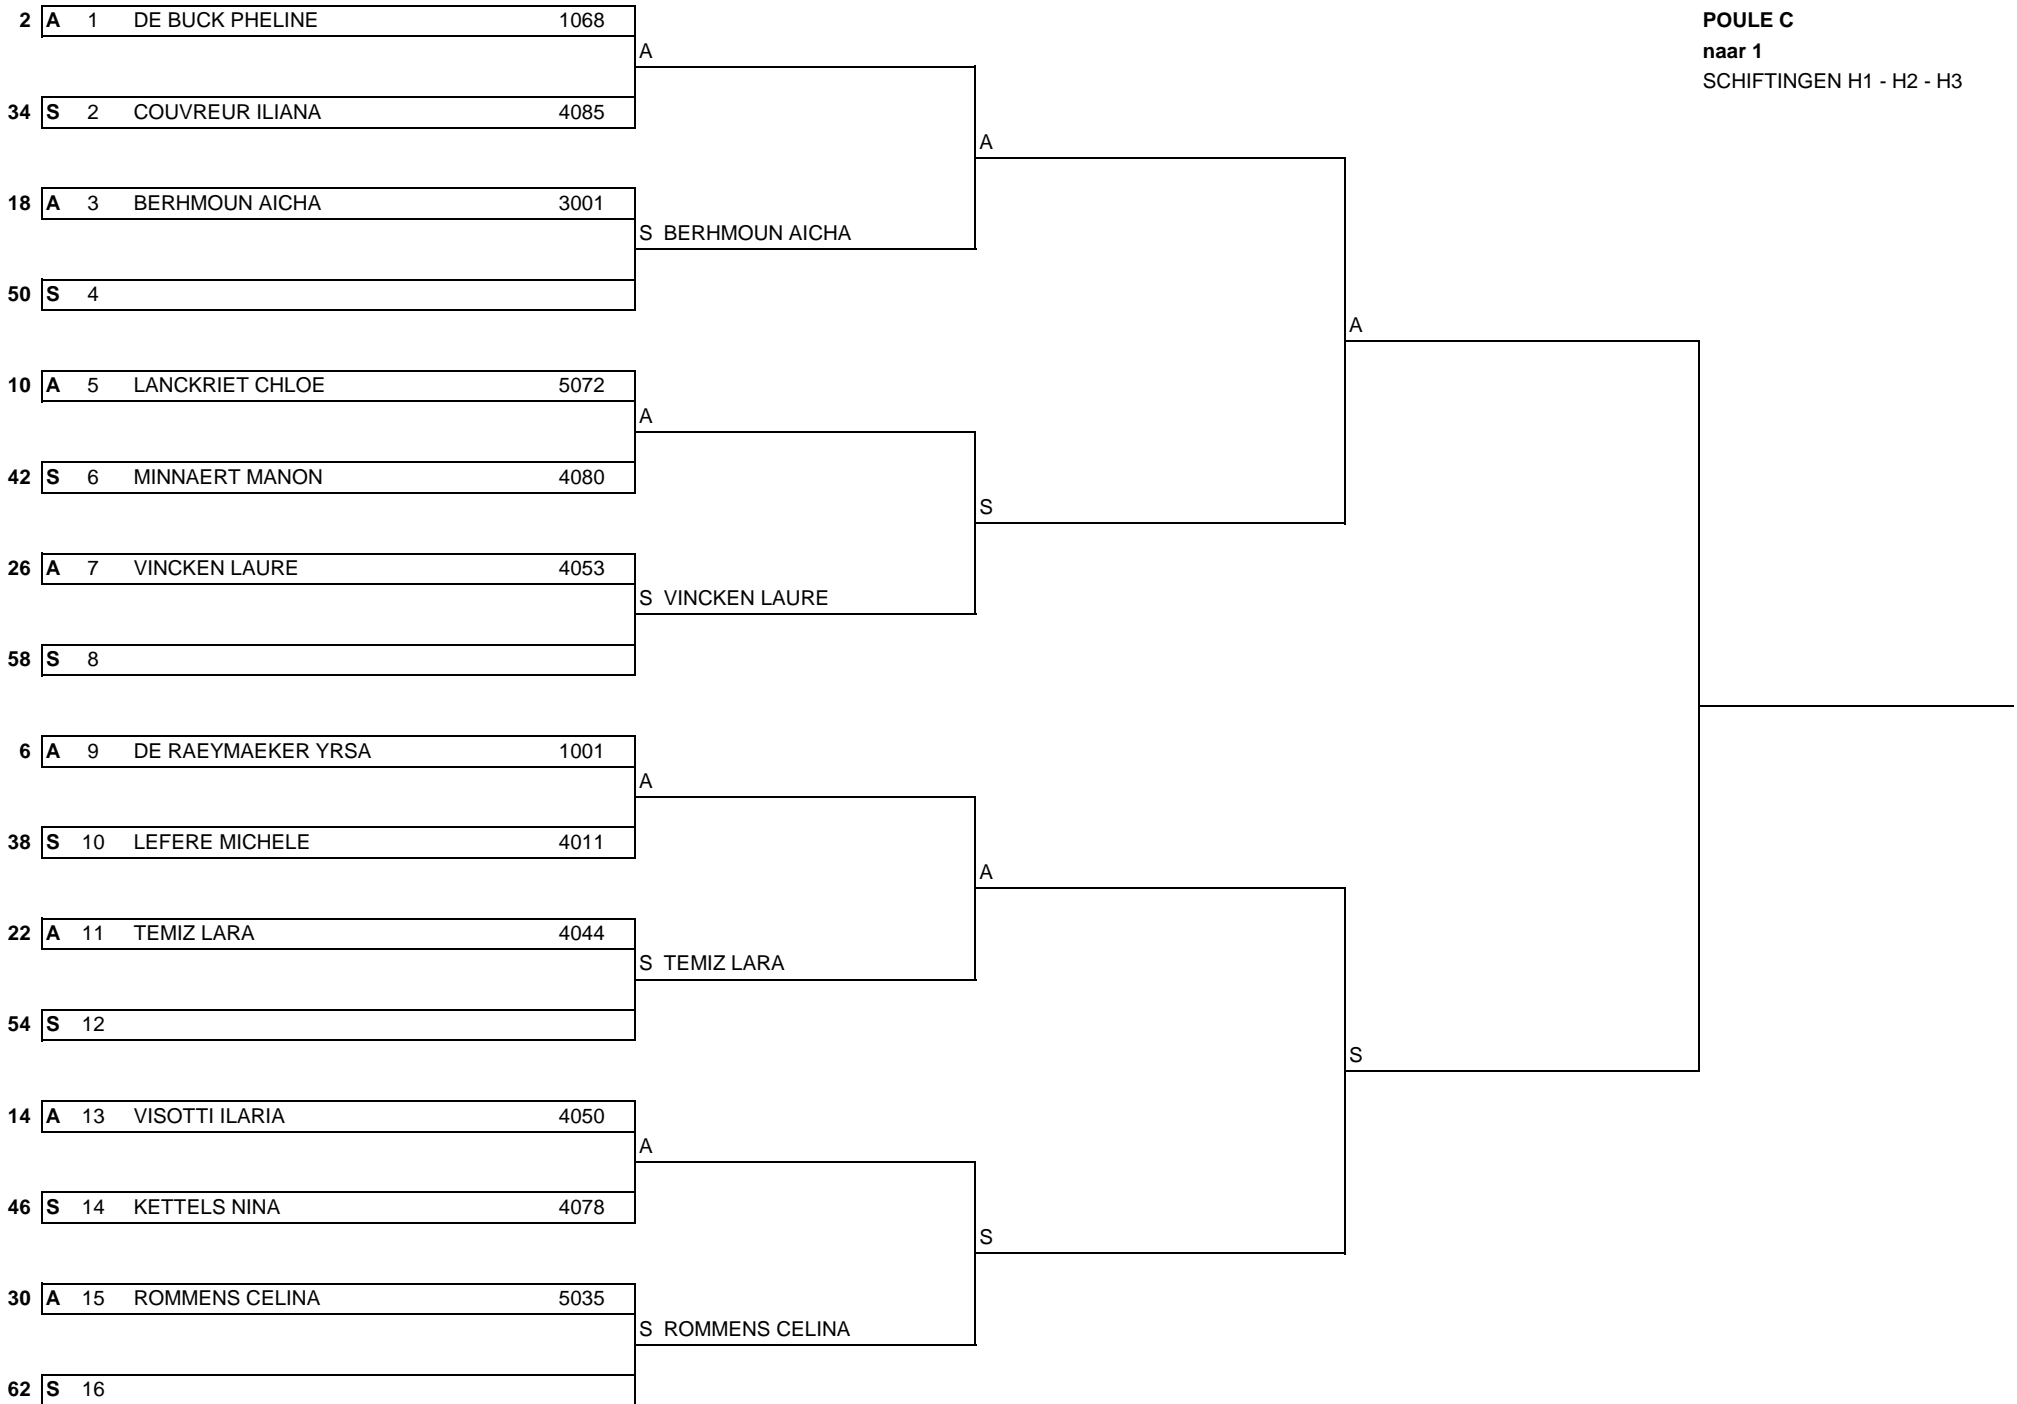 2 A 1 DE BUCK PHELINE 1068
POULE C
A
naar 1
SCHIFTINGEN H1 - H2 - H3
34 S 2 COUVREUR ILIANA 4085
A
18 A 3 BERHMOUN AICHA 3001
S BERHMOUN AICHA
50 S 4
A
10 A 5 LANCKRIET CHLOE 5072
A
42 S 6 MINNAERT MANON 4080
S
26 A 7 VINCKEN LAURE 4053
S VINCKEN LAURE
58 S 8
6 A 9 DE RAEYMAEKER YRSA 1001
A
38 S 10 LEFERE MICHELE 4011
A
22 A 11 TEMIZ LARA 4044
S TEMIZ LARA
54 S 12
S
14 A 13 VISOTTI ILARIA 4050
A
46 S 14 KETTELS NINA 4078
S
30 A 15 ROMMENS CELINA 5035
S ROMMENS CELINA
62 S 16